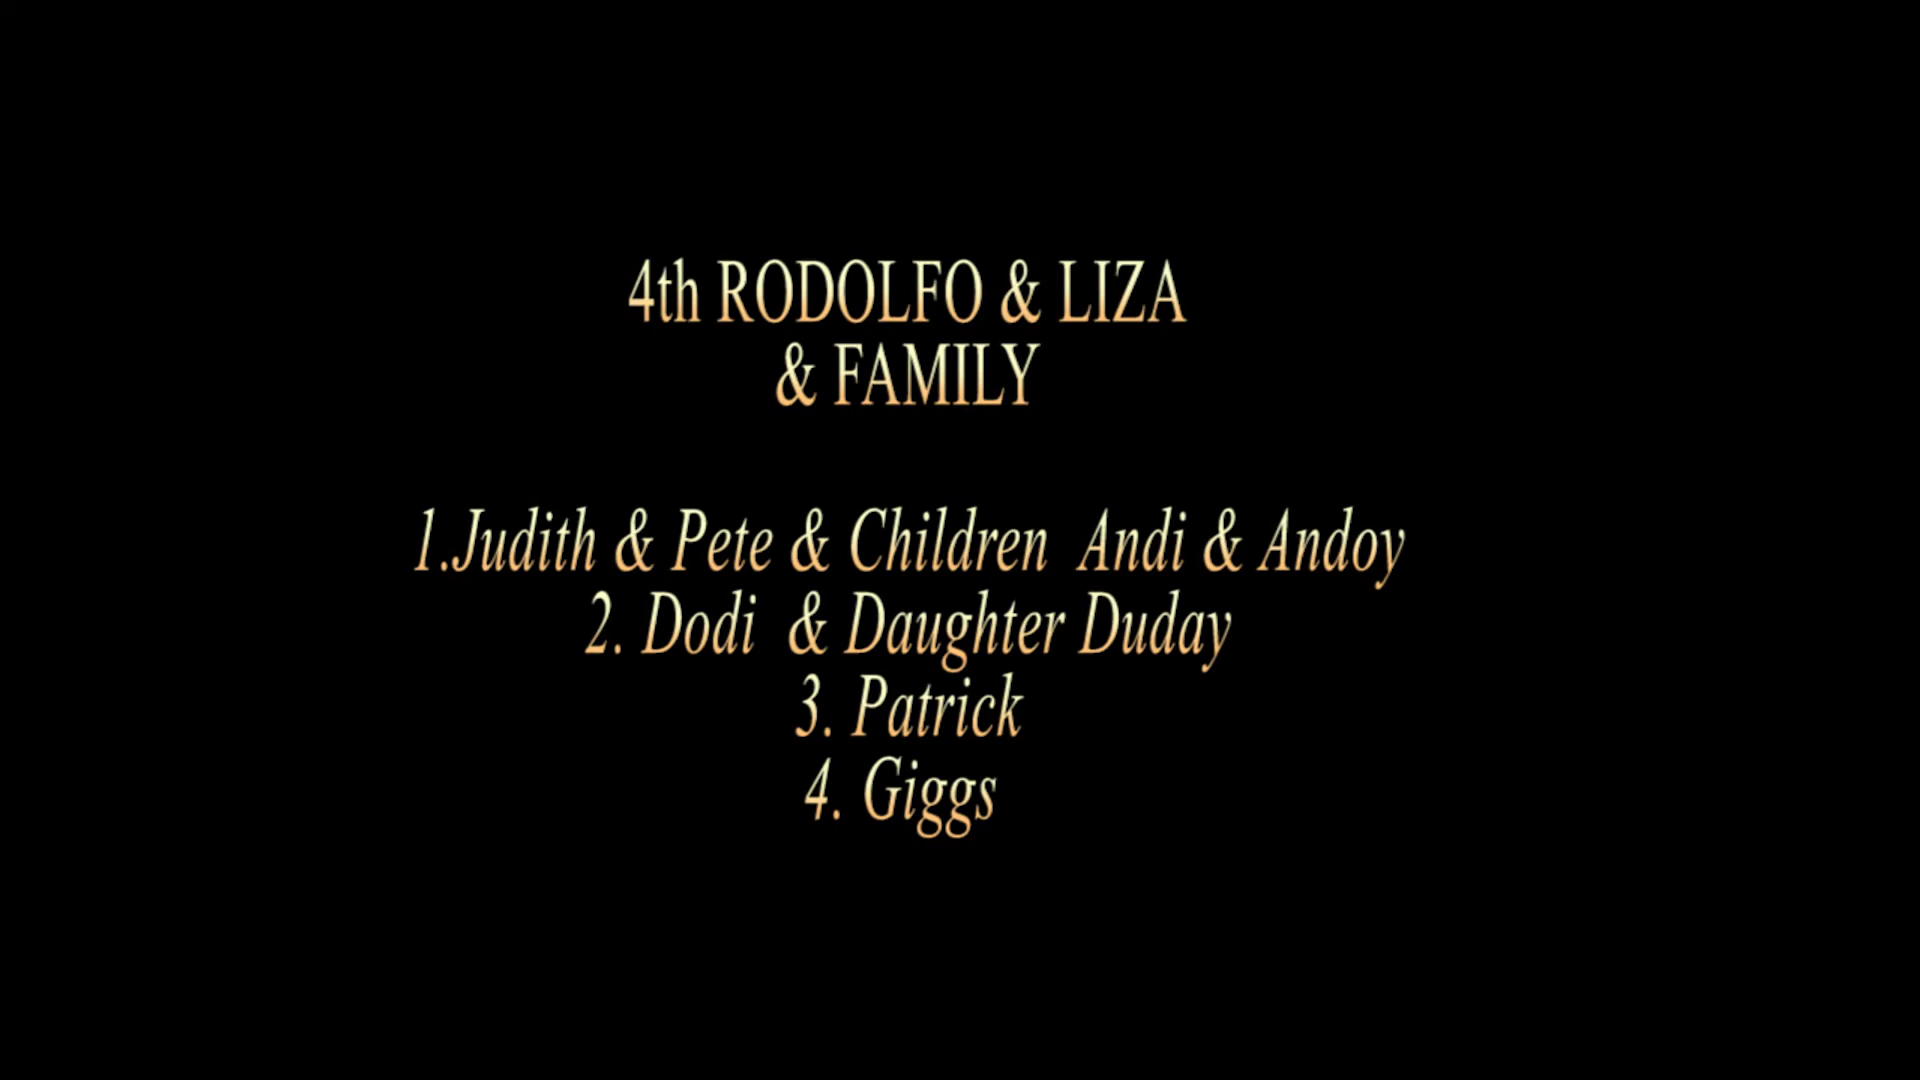 4th RODOLFO & LIZA
& FAMILY
1.Judith & Pete & Children  Andi & Andoy
2. Dodi  & Daughter Duday
3. Patrick
4. Giggs